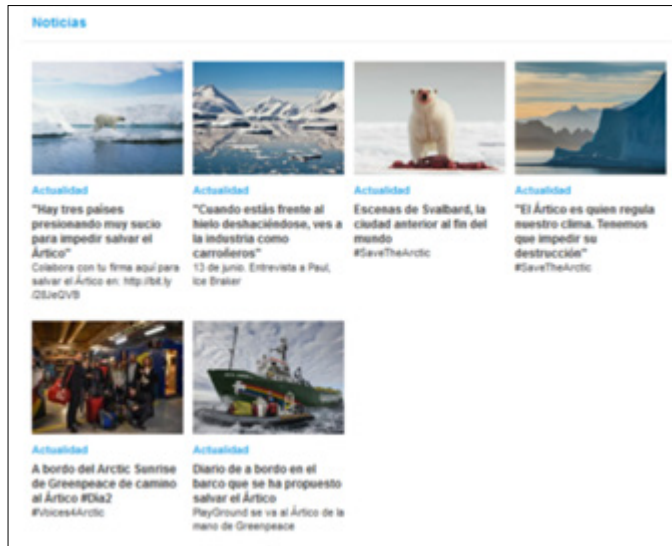 Noticias
Actualidad
"Hay tres países
presionando muy sucio
para impedir salvar el
Ártico"
Colabora con tu firma aquí para
salvar el Ártico en: http://bit.ly
/28JeQVB
Actualidad
"Cuando estás frente al
hielo deshaciéndose, ves a
la industria como
carroñeros"
13 de junio. Entrevista a Paul,
Ice Braker
Actualidad
Escenas de Svalbard, la
ciudad anterior al fin del
mundo
#SaveTheArctic
Actualidad
"El Ártico es quien regula
nuestro clima. Tenemos
que impedir su
destrucción"
#SaveTheArctic
Actualidad
A bordo del Arctic Sunrise
de Greenpeace de camino
al Ártico #Día2
#Voices4Arctic
Actualidad
Diario de a bordo en el
barco que se ha propuesto
salvar el Ártico
PlayGround se va al Ártico de la
mano de Greenpeace